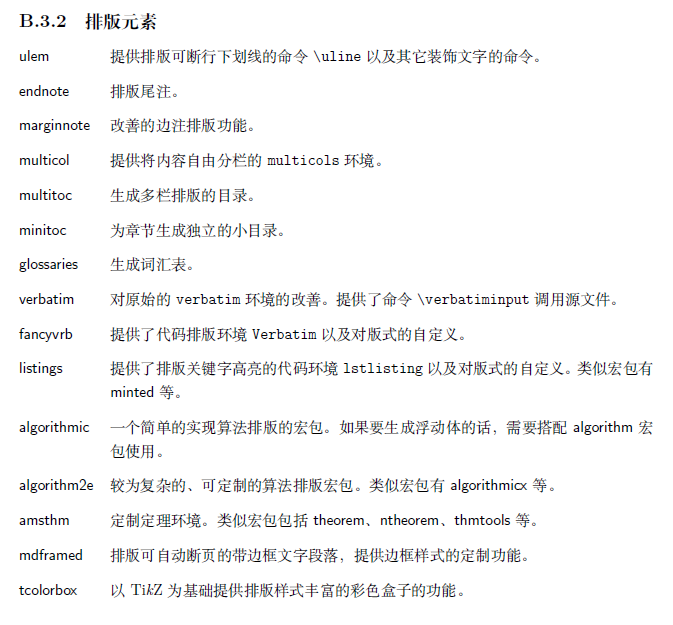 B.3.2 排版元素
ulem 提供排版可断行下划线的命令 \uline 以及其它装饰文字的命令。
endnote 排版尾注。
marginnote 改善的边注排版功能。
multicol 提供将内容自由分栏的 multicols 环境。
multitoc 生成多栏排版的目录。
minitoc 为章节生成独立的小目录。
glossaries 生成词汇表。
verbatim 对原始的 verbatim 环境的改善。提供了命令 \verbatiminput 调用源文件。
fancyvrb 提供了代码排版环境 Verbatim 以及对版式的自定义。
listings 提供了排版关键字高亮的代码环境 lstlisting 以及对版式的自定义。类似宏包有
minted 等。
algorithmic 一个简单的实现算法排版的宏包。如果要生成浮动体的话，需要搭配 algorithm 宏
包使用。
algorithm2e 较为复杂的、可定制的算法排版宏包。类似宏包有 algorithmicx 等。
amsthm 定制定理环境。类似宏包包括 theorem、ntheorem、thmtools 等。
mdframed 排版可自动断页的带边框文字段落，提供边框样式的定制功能。
tcolorbox 以 TikZ 为基础提供排版样式丰富的彩色盒子的功能。